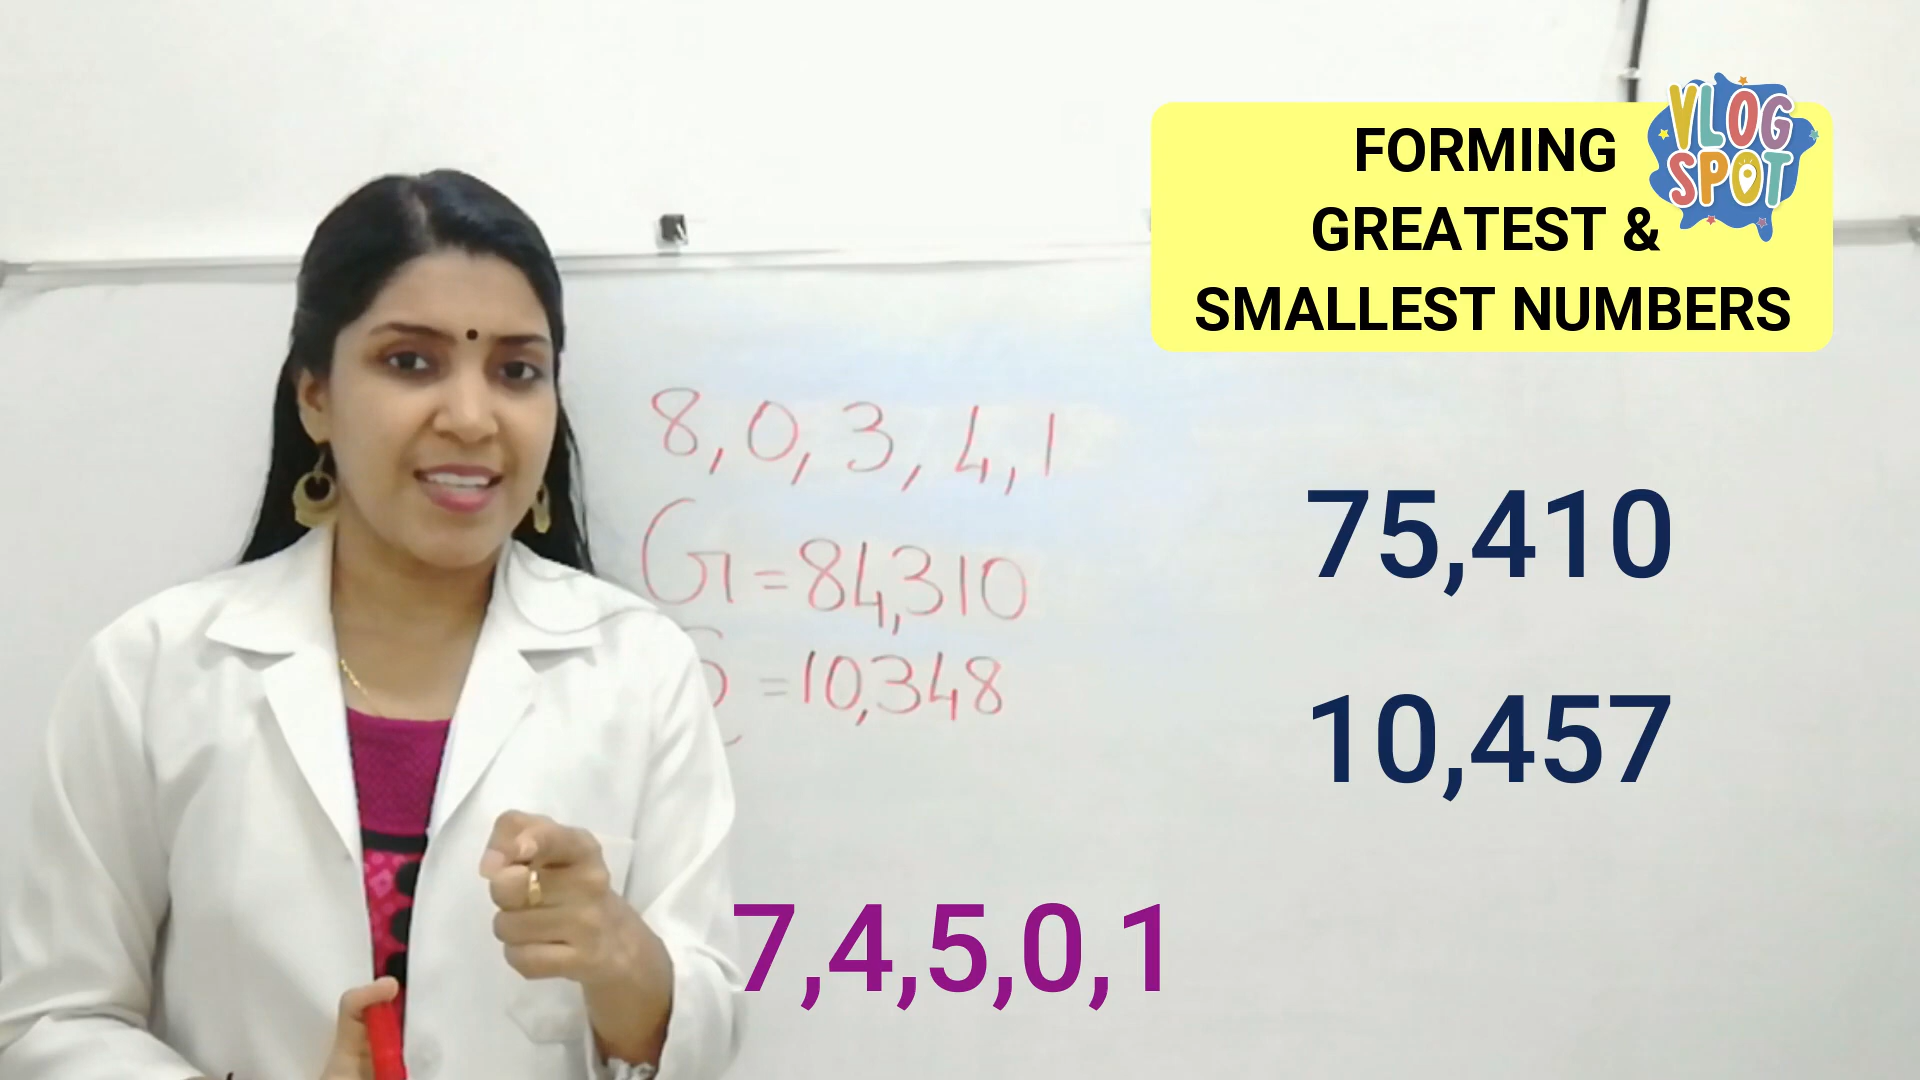 FORMING
GREATEST &
SMALLEST NUMBERS
VLOG
SPOT
8, 0, 3, 4, 1
G = 84,310
= 10,348
75,410
10,457
7,4,5,0,1